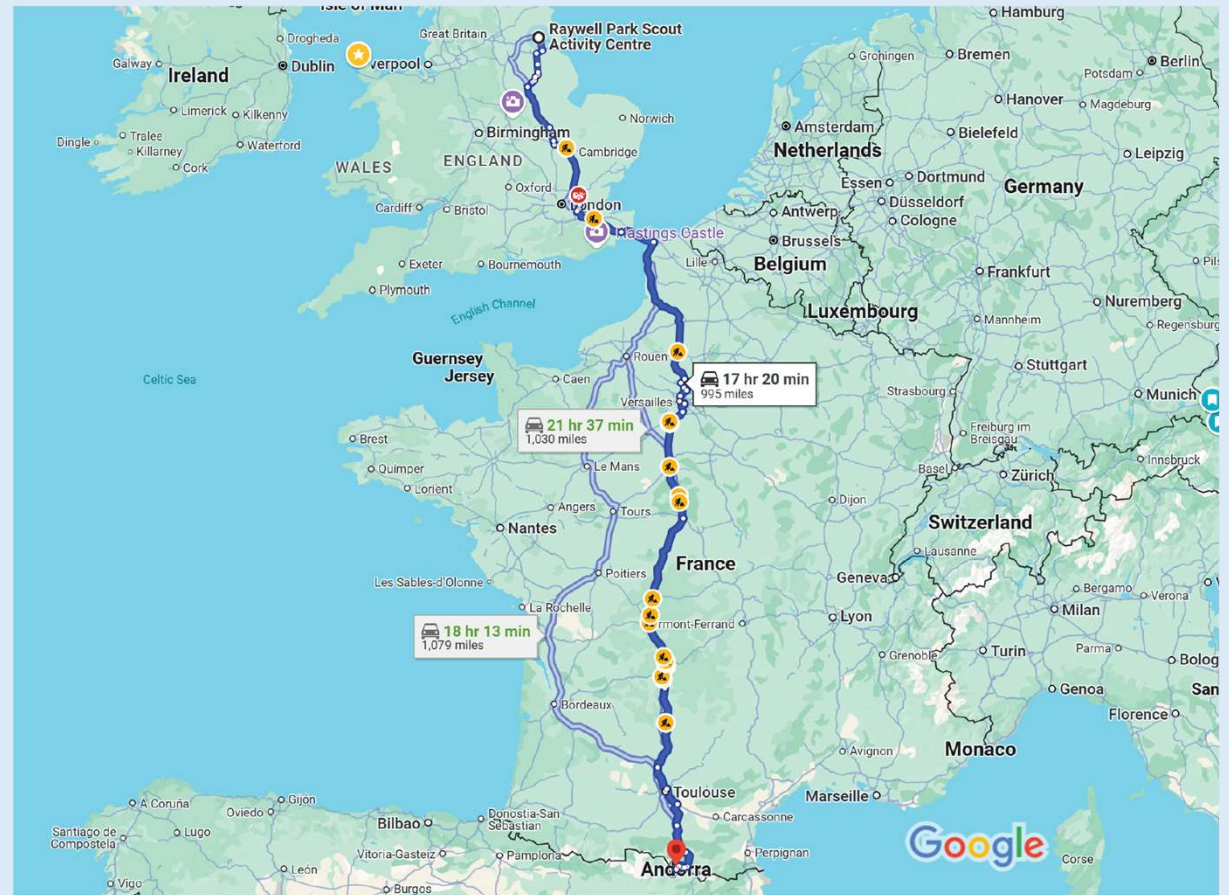 Isle of Man
Great Britain
Raywell Park Scout
Activity Centre
Hamburg
Drogheda
Galway
Dublin
Ireland
verpool
Groningen
Bremen
Berlin
Potsdam
Limerick
Kilkenny
Hanover
Magdeburg
Norwich
Birmingham
Amsterdam
Tralee
Dingle
Killarney
Waterford
Cork
WALES
ENGLAND
Cambridge
Netherlands
Bielefeld
Leipzig
Oxford
Essen
Dortmund
Germany
Cardiff
Bristol
London
Düsseldorf
Cologne
Antwerp
Hastings Castle
Brussels
Exeter
Bournemouth
Lille
Belgium
Frankfurt
Plymouth
English Channel
Luxembourg
Nuremberg
Mannheim
Regensburg
Guernsey
Jersey
Rouen
Stuttgart
Celtic Sea
Caen
17 hr 20 min
995 miles
Versailles
Strasbourg
Munich
21 hr 37 min
1,030 miles
Brest
Freiburg im
Breisgau
Quimper
Le Mans
Basel
Zürich
Innsbruck
Lorient
Angers
Tours
Dijon
Nantes
Switzerland
Lausanne
Les Sables-d'Olonne
Poitiers
France
Geneva
Bergamo
Verona
La Rochelle
Milan
18 hr 13 min
1,079 miles
rmont-Ferrand
Lyon
Grenoble
Turin
Parma
Bolog
Bordeaux
Genoa
San
Florence
Avignon
Monaco
Toulouse
Marseille
A Coruña
Gijón
Oviedo
Donostia-San
Sebastian
Carcassonne
Santiago de
Compostela
Lugo
Bilbao
Vitoria-Gasteiz
Pamplona
Perpignan
Google
Corse
León
Andorra
Vigo
Burgos